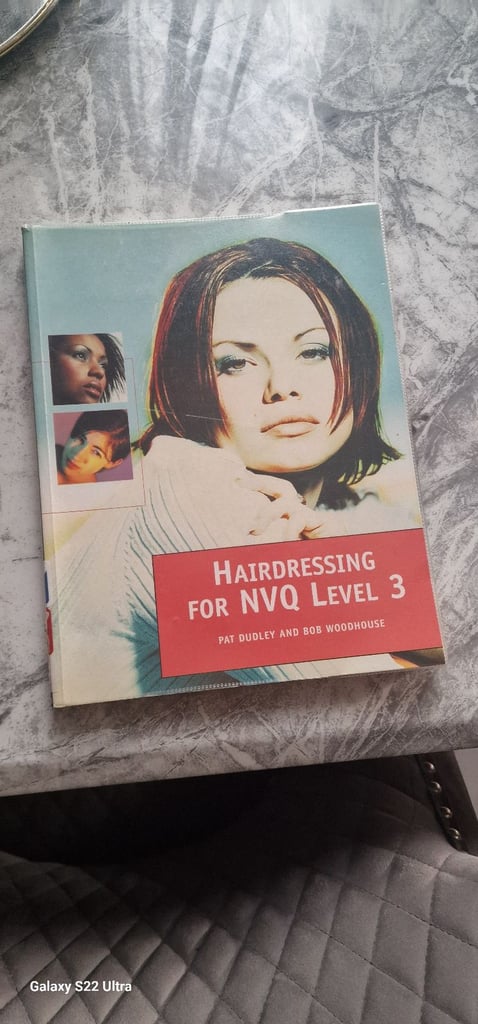 HAIRDRESSING
FOR NVQ LEVEL 3
PAT DUDLEY AND BOB WOODHOUSE
Galaxy S22 Ultra